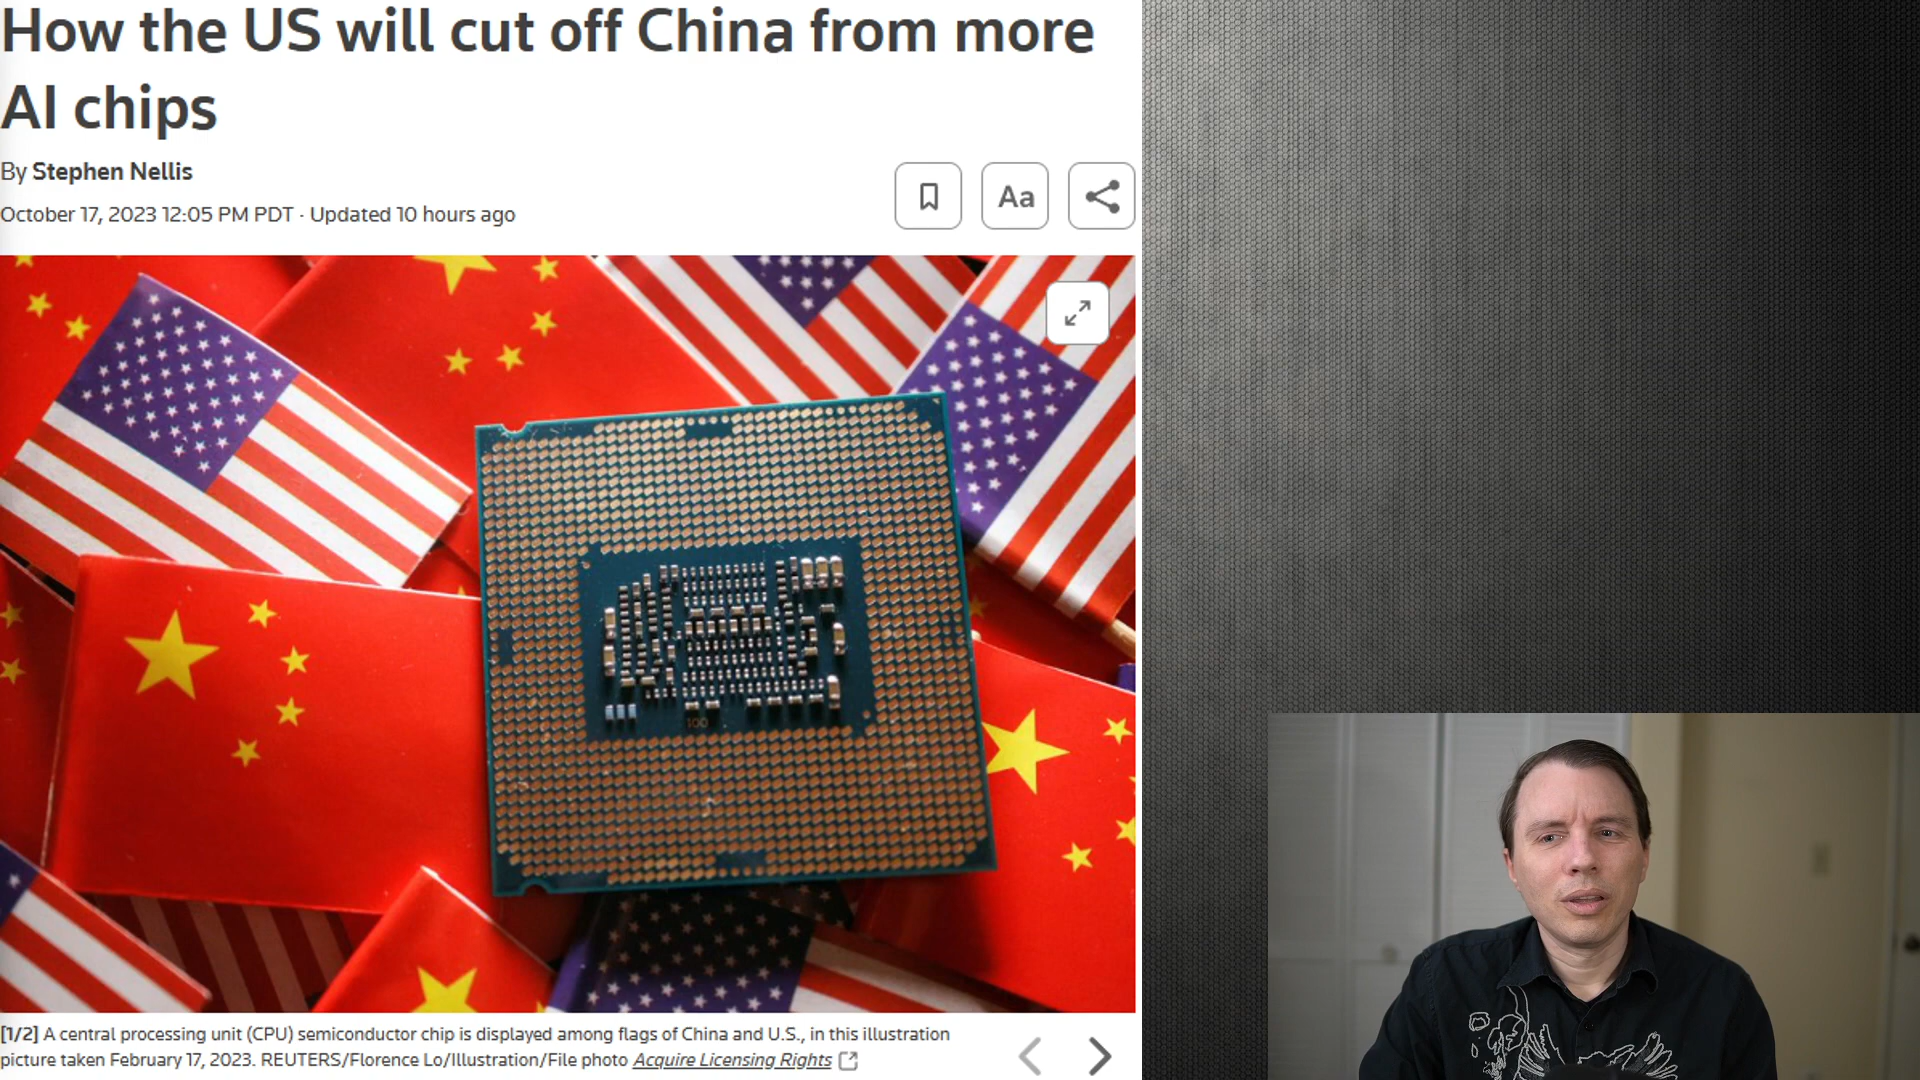 How the US will cut off China from more
AI chips
By Stephen Nellis
October 17, 2023 12:05 PM PDT · Updated 10 hours ago
Aa
100
[1/2] A central processing unit (CPU) semiconductor chip is displayed among flags of China and U.S., in this illustration
picture taken February 17, 2023. REUTERS/Florence Lo/Illustration/File photo Acquire Licensing Rights